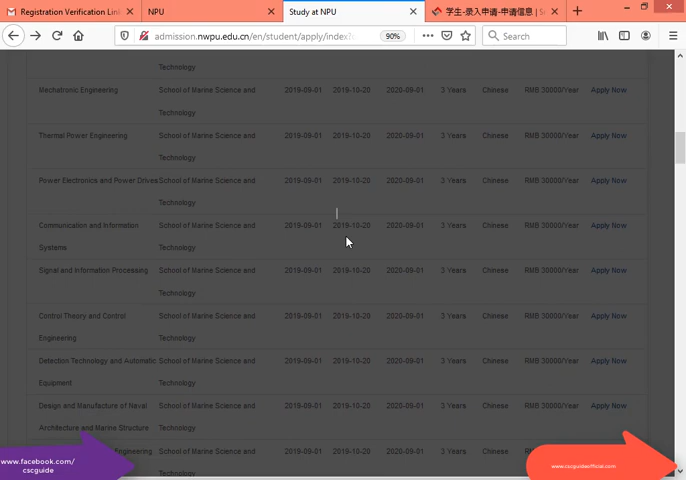 Registration Verification Lin
NPU
Study at NPU
学生-录入申请-申请信息 | S
admission.nwpu.edu.cn/en/student/apply/index?
90%
Search
Technology
Mechatronic Engineering School of Marine Science and 2019-09-01 2019-10-20 2020-09-01 3 Years Chinese RMB 30000/Year Apply Now
Technology
Thermal Power Engineering School of Marine Science and 2019-09-01 2019-10-20 2020-09-01 3 Years Chinese RMB 30000/Year Apply Now
Technology
Power Electronics and Power Drives School of Marine Science and 2019-09-01 2019-10-20 2020-09-01 3 Years Chinese RMB 30000/Year Apply Now
Technology
Communication and Information School of Marine Science and 2019-09-01 2019-10-20 2020-09-01 3 Years Chinese RMB 30000/Year Apply Now
Systems Technology
Signal and Information Processing School of Marine Science and 2019-09-01 2019-10-20 2020-09-01 3 Years Chinese RMB 30000/Year Apply Now
Technology
Control Theory and Control School of Marine Science and 2019-09-01 2019-10-20 2020-09-01 3 Years Chinese RMB 30000/Year Apply Now
Engineering Technology
Detection Technology and Automatic School of Marine Science and 2019-09-01 2019-10-20 2020-09-01 3 Years Chinese RMB 30000/Year Apply Now
Equipment Technology
Design and Manufacture of Naval School of Marine Science and 2019-09-01 2019-10-20 2020-09-01 3 Years Chinese RMB 30000/Year Apply Now
Architecture and Marine Structure Technology
Engineering School of Marine Science and 2019-09-01 2019-10-20 2020-09-01 3 Years Chinese RMB 30000/Year Apply Now
Technology
www.facebook.com/
cscguide
www.cscguideofficial.com